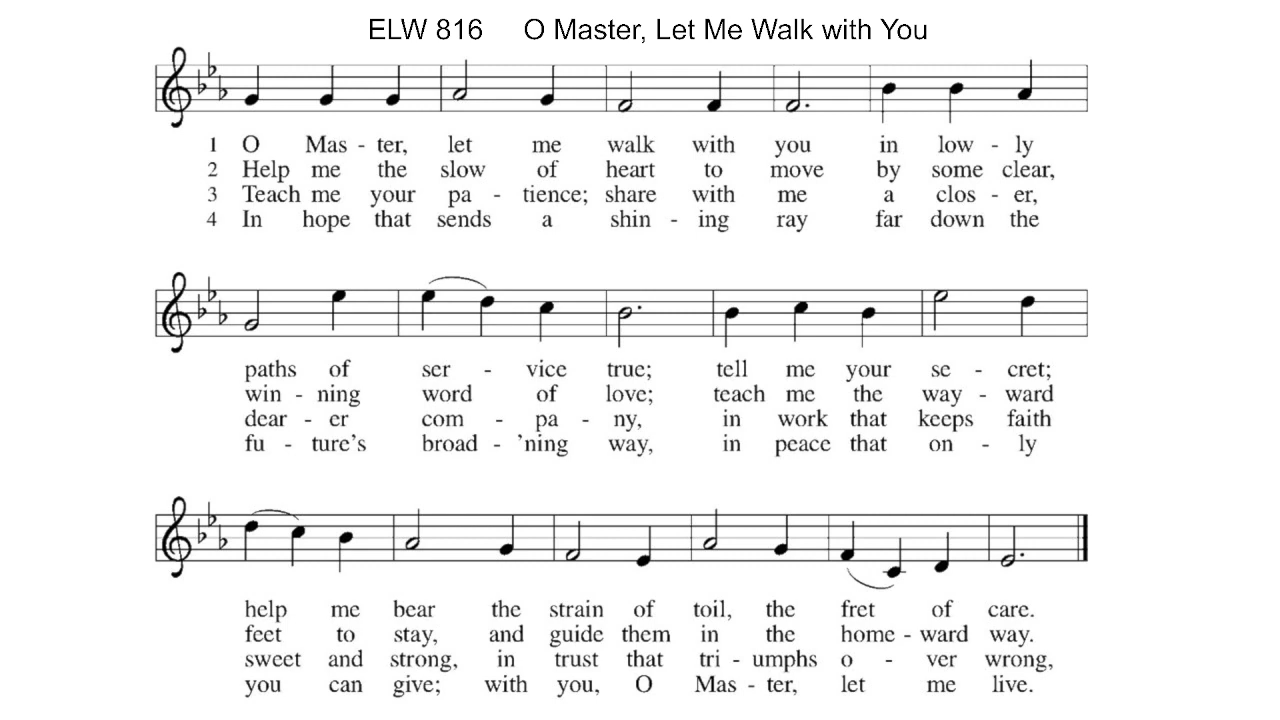 ELW 816 O Master, Let Me Walk with You
1 O Mas - ter, let me walk with you in low - ly
2 Help me the slow of heart to move by some clear,
3 Teach me your pa - tience; share with me a clos - er,
4 In hope that sends a shin - ing ray far down the
paths of ser - vice true; tell me your se - cret;
win - ning word of love; teach me the way - ward
dear - er com - pa - ny, in work that keeps faith
fu - ture's broad - 'ning way, in peace that on - ly
help me bear the strain of toil, the fret of care.
feet to stay, and guide them in the home - ward way.
sweet and strong, in trust that tri - umphs o - ver wrong,
you can give; with you, O Mas - ter, let me live.